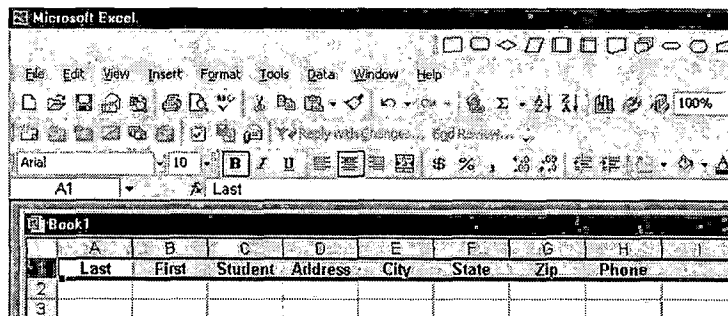 Microsoft Excel
File Edit View Insert Format Tools Data Window Help
Σ 100%
Reply with Changes... End Review...
Arial 10 B I U $ % ,
A1 fx Last
Book1
A B C D E F G H I
1 Last First Student Address City State Zip Phone
2
3